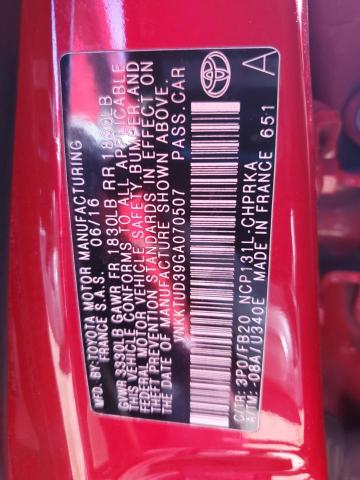 MFD. BY: TOYOTA MOTOR MANUFACTURING
FRANCE S.A.S. 06/16
GVWR 3330LB GAWR FR 1830LB RR 1830LB
THIS VEHICLE CONFORMS TO ALL APPLICABLE
FEDERAL MOTOR VEHICLE SAFETY BUMPER, AND
THEFT PREVENTION STANDARDS IN EFFECT ON
THE DATE OF MANUFACTURE SHOWN ABOVE.
VNKKTUD39GA070507 PASS.CAR
C/TR: 3P0/FB20 NCP131L-CHPRKA
A/TM: -08A/U340E MADE IN FRANCE 651
TOYOTA
A